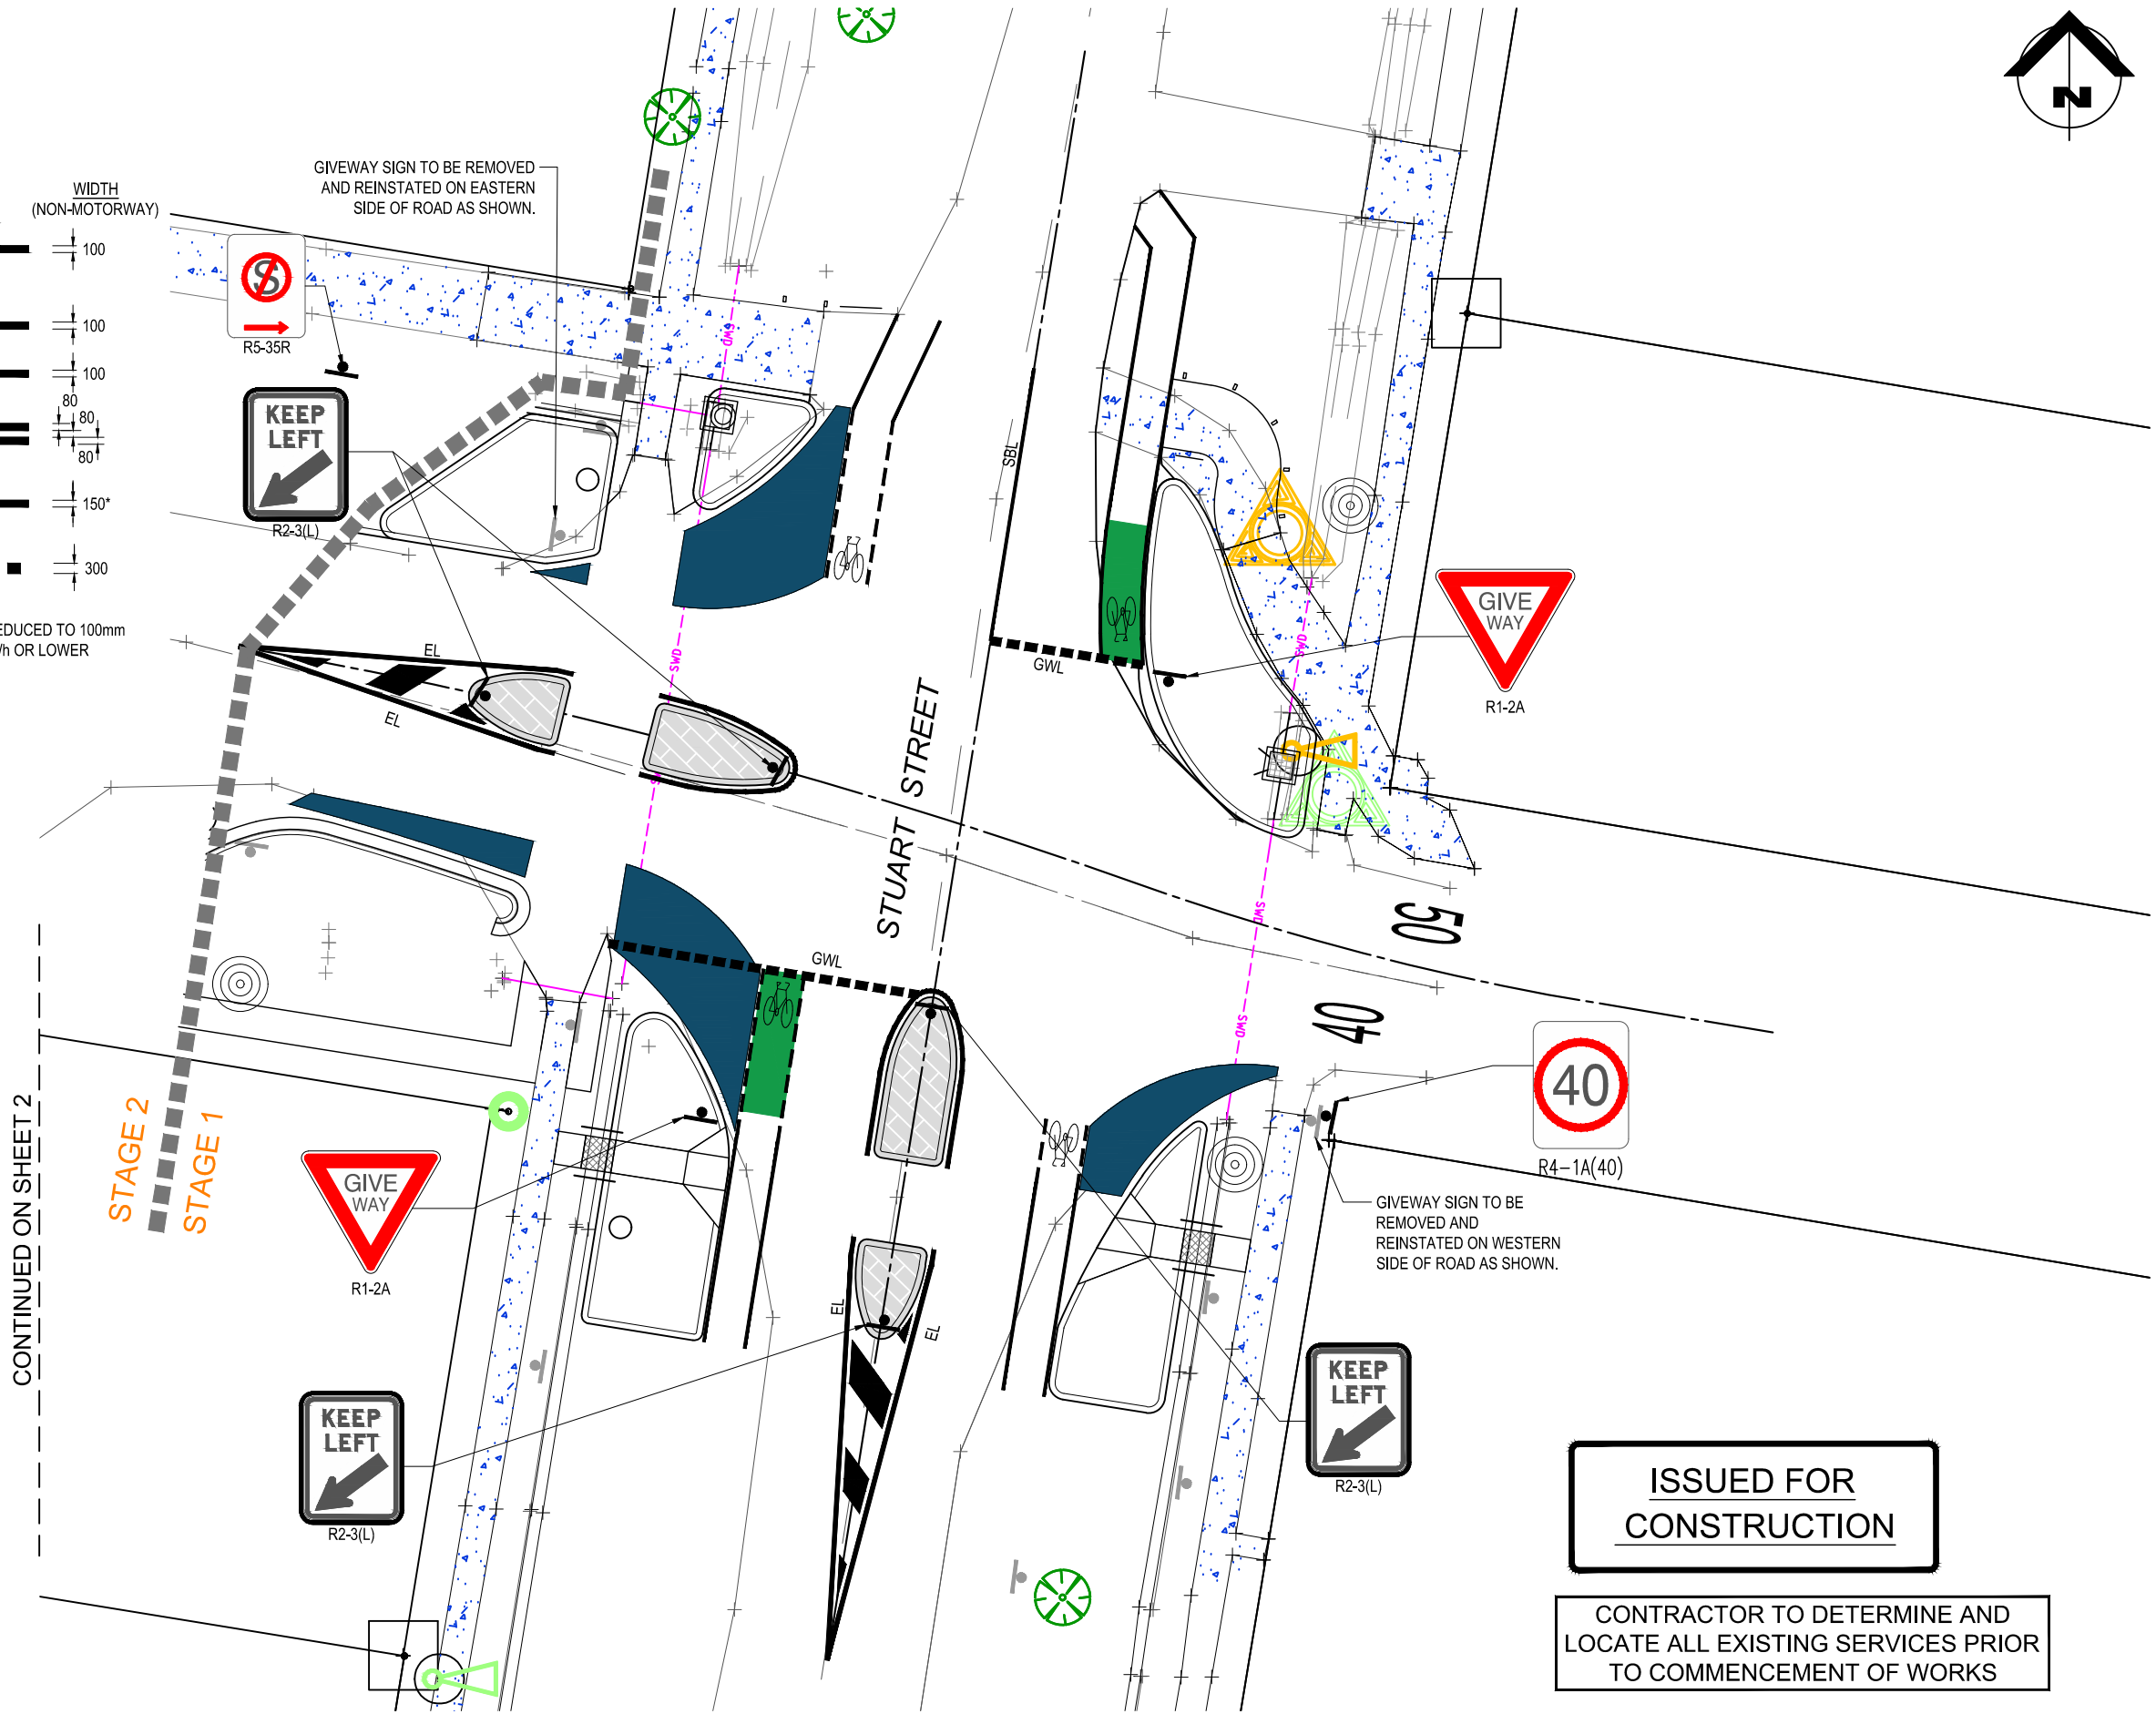 N
WIDTH
(NON-MOTORWAY)
100
100
100
80
80
80
150*
300
EDUCED TO 100mm
/h OR LOWER
GIVEWAY SIGN TO BE REMOVED
AND REINSTATED ON EASTERN
SIDE OF ROAD AS SHOWN.
S
R5-35R
KEEP
LEFT
R2-3(L)
SWD
SBL
GIVE
WAY
R1-2A
EL
EL
SWD
GWL
SWD
STUART STREET
50
SWD
GWL
SWD
40
40
R4-1A(40)
STAGE 2
STAGE 1
CONTINUED ON SHEET 2
GIVE
WAY
R1-2A
GIVEWAY SIGN TO BE
REMOVED AND
REINSTATED ON WESTERN
SIDE OF ROAD AS SHOWN.
EL
EL
KEEP
LEFT
R2-3(L)
KEEP
LEFT
R2-3(L)
ISSUED FOR
CONSTRUCTION
CONTRACTOR TO DETERMINE AND
LOCATE ALL EXISTING SERVICES PRIOR
TO COMMENCEMENT OF WORKS